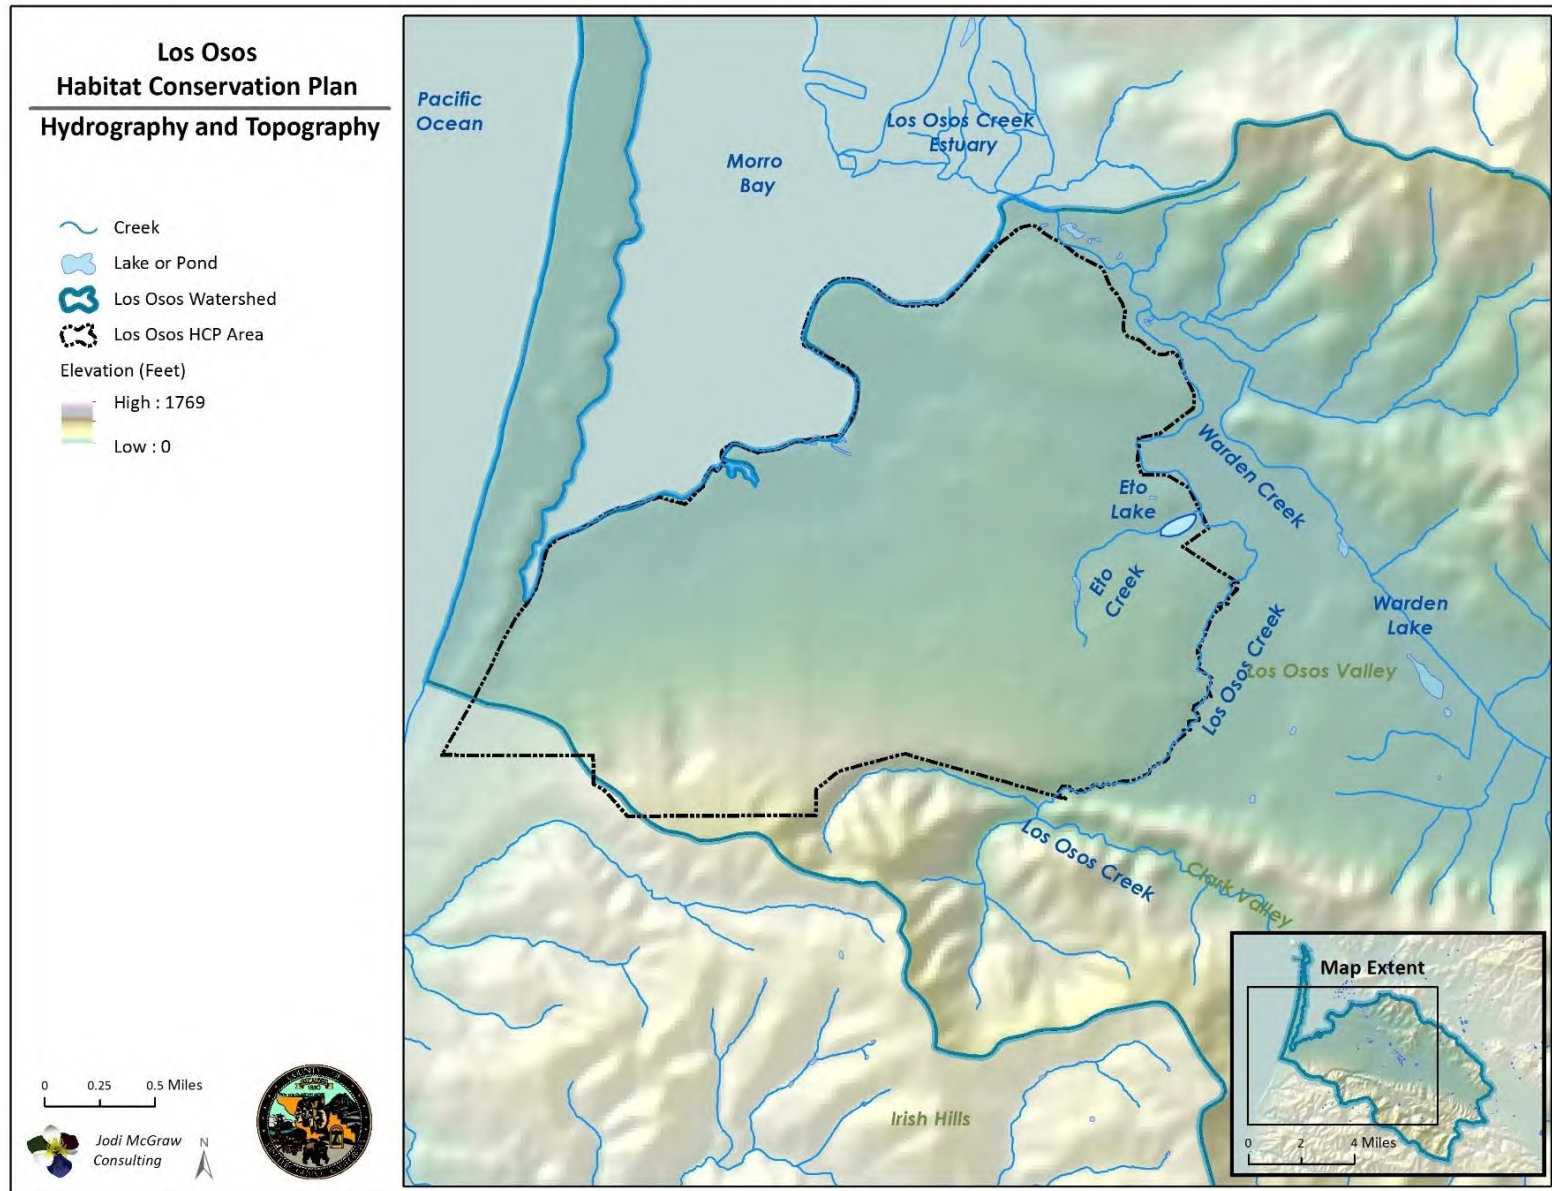 Los Osos
Habitat Conservation Plan
Hydrography and Topography
Creek
Lake or Pond
Los Osos Watershed
Los Osos HCP Area
Elevation (Feet)
High : 1769
Low : 0
0 0.25 0.5 Miles
Jodi McGraw
Consulting
N
Pacific
Ocean
Morro
Bay
Los Osos Creek
Estuary
Warden Creek
Eto
Lake
Eto
Creek
Warden
Lake
Los Osos Creek
Los Osos Valley
Los Osos Creek
Clark Valley
Irish Hills
Map Extent
0 2 4 Miles